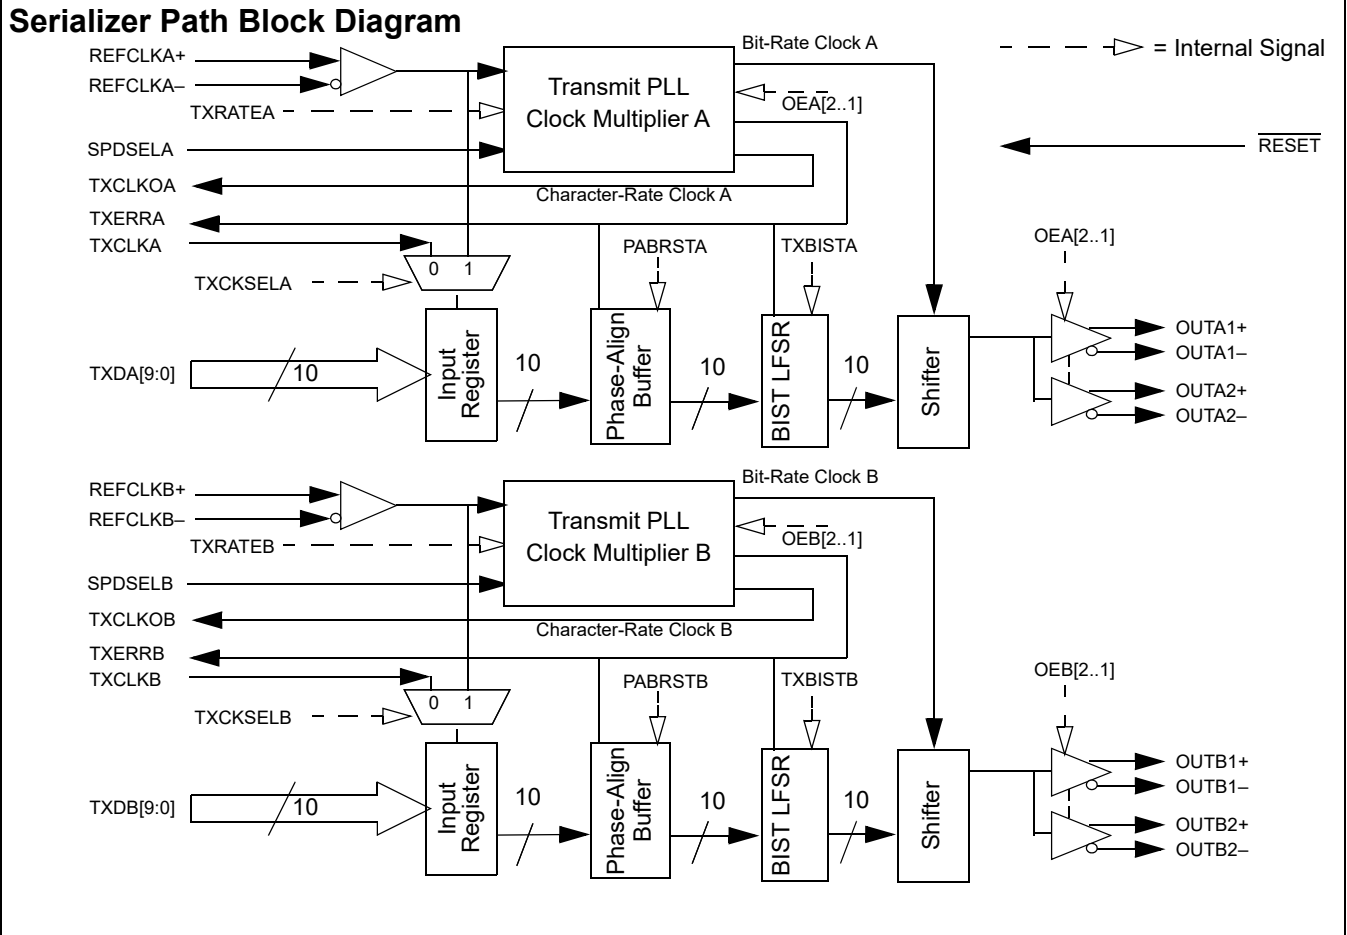 Serializer Path Block Diagram
= Internal Signal
RESET
REFCLKA+
REFCLKA–
TXRATEA
SPDSELA
TXCLKOA
TXERRA
TXCLKA
TXCKSELA
TXDA[9:0]
10
Transmit PLL
Clock Multiplier A
Bit-Rate Clock A
OEA[2..1]
Character-Rate Clock A
0 1
Input
Register
10
PABRSTA
Phase-Align
Buffer
10
TXBISTA
BIST LFSR
10
Shifter
OEA[2..1]
OUTA1+
OUTA1–
OUTA2+
OUTA2–
REFCLKB+
REFCLKB–
TXRATEB
SPDSELB
TXCLKOB
TXERRB
TXCLKB
TXCKSELB
TXDB[9:0]
10
Transmit PLL
Clock Multiplier B
Bit-Rate Clock B
OEB[2..1]
Character-Rate Clock B
0 1
Input
Register
10
PABRSTB
Phase-Align
Buffer
10
TXBISTB
BIST LFSR
10
Shifter
OEB[2..1]
OUTB1+
OUTB1–
OUTB2+
OUTB2–